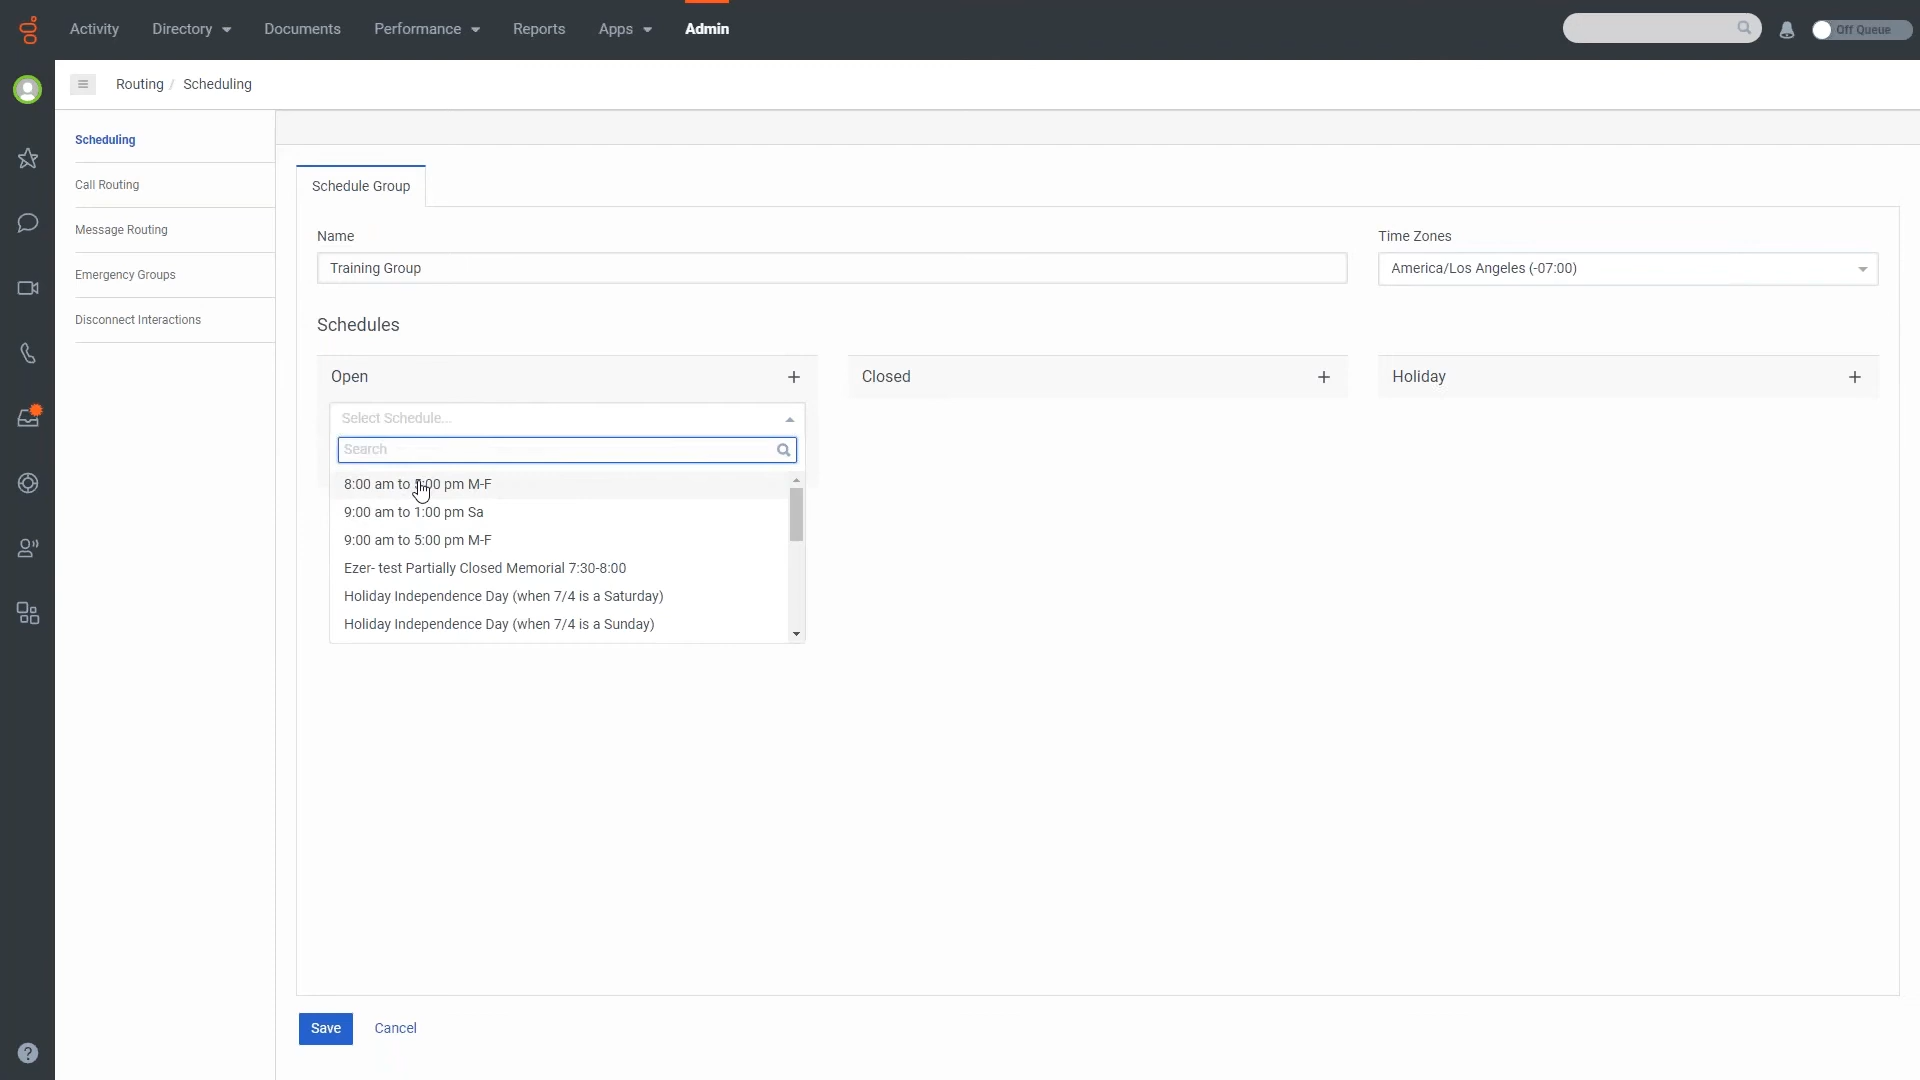 Activity
Directory
Documents
Performance
Reports
Apps
Admin
Off Queue
Routing / Scheduling
Scheduling
Call Routing
Message Routing
Emergency Groups
Disconnect Interactions
Schedule Group
Name
Time Zones
Training Group
America/Los Angeles (-07:00)
Schedules
Open
Closed
Holiday
Select Schedule...
Search
8:00 am to :00 pm M-F
9:00 am to 1:00 pm Sa
9:00 am to 5:00 pm M-F
Ezer- test Partially Closed Memorial 7:30-8:00
Holiday Independence Day (when 7/4 is a Saturday)
Holiday Independence Day (when 7/4 is a Sunday)
Save
Cancel